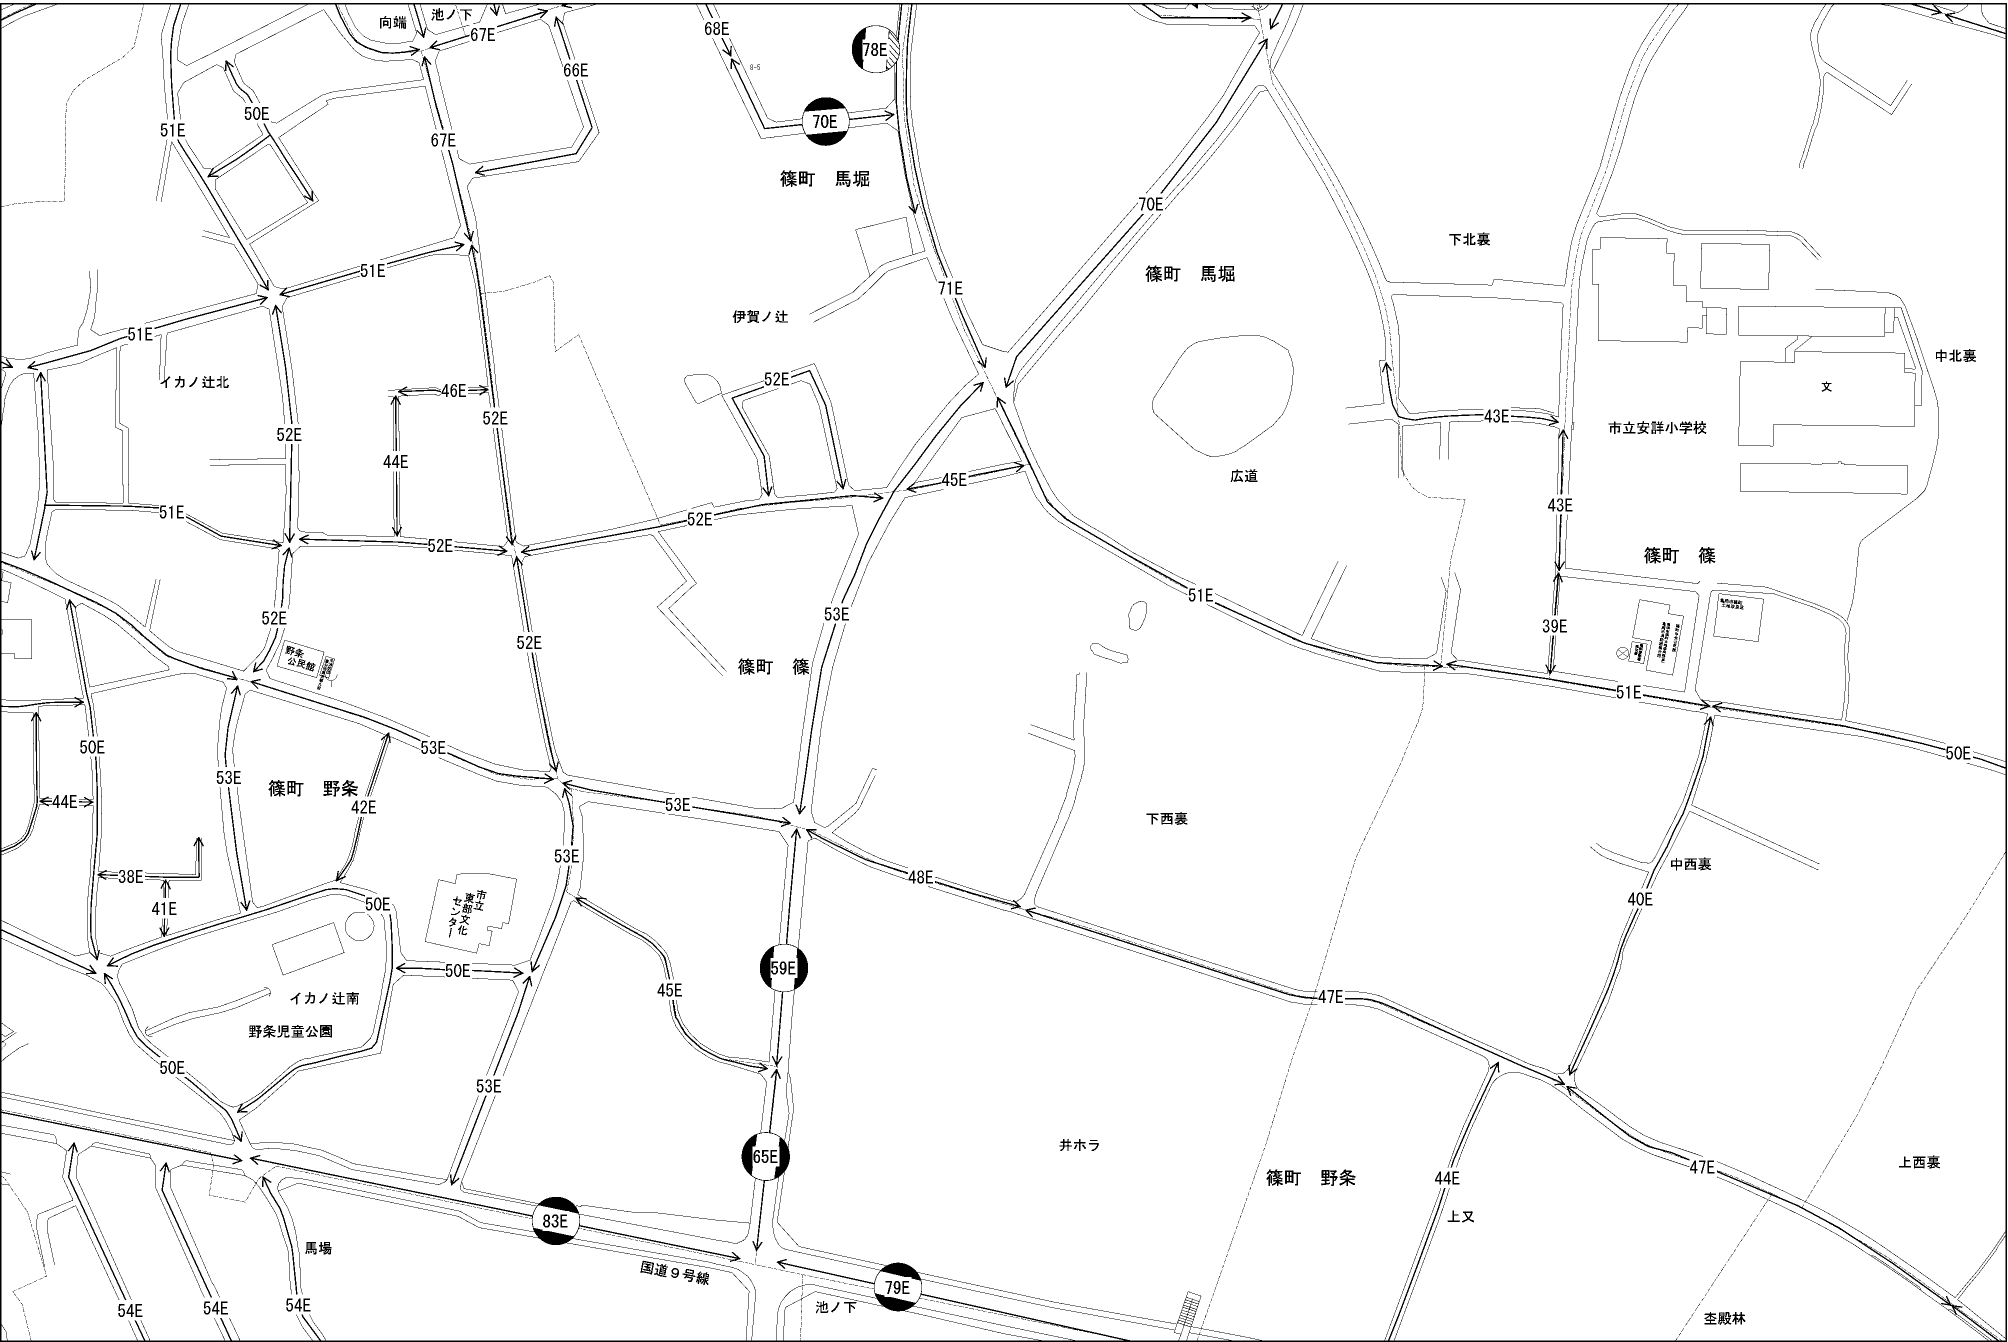 向端
池ノ下
67E
66E
68E
8-5
78E
70E
50E
51E
67E
篠町 馬堀
70E
下北裏
篠町 馬堀
51E
71E
伊賀ノ辻
51E
イカノ辻北
46E
52E
52E
52E
44E
43E
文
中北裏
市立安詳小学校
広道
45E
43E
51E
52E
52E
篠町 篠
51E
53E
52E
52E
39E
野条
公民館
篠町 篠
51E
50E
53E
50E
53E
篠町 野条
42E
44E
53E
下西裏
53E
38E
48E
中西裏
41E
50E
市立
東部文化
センター
40E
50E
59E
45E
イカノ辻南
47E
野条児童公園
50E
53E
65E
井ホラ
篠町 野条
44E
47E
上西裏
上又
83E
馬場
国道9号線
79E
池ノ下
54E
54E
54E
杢殿林